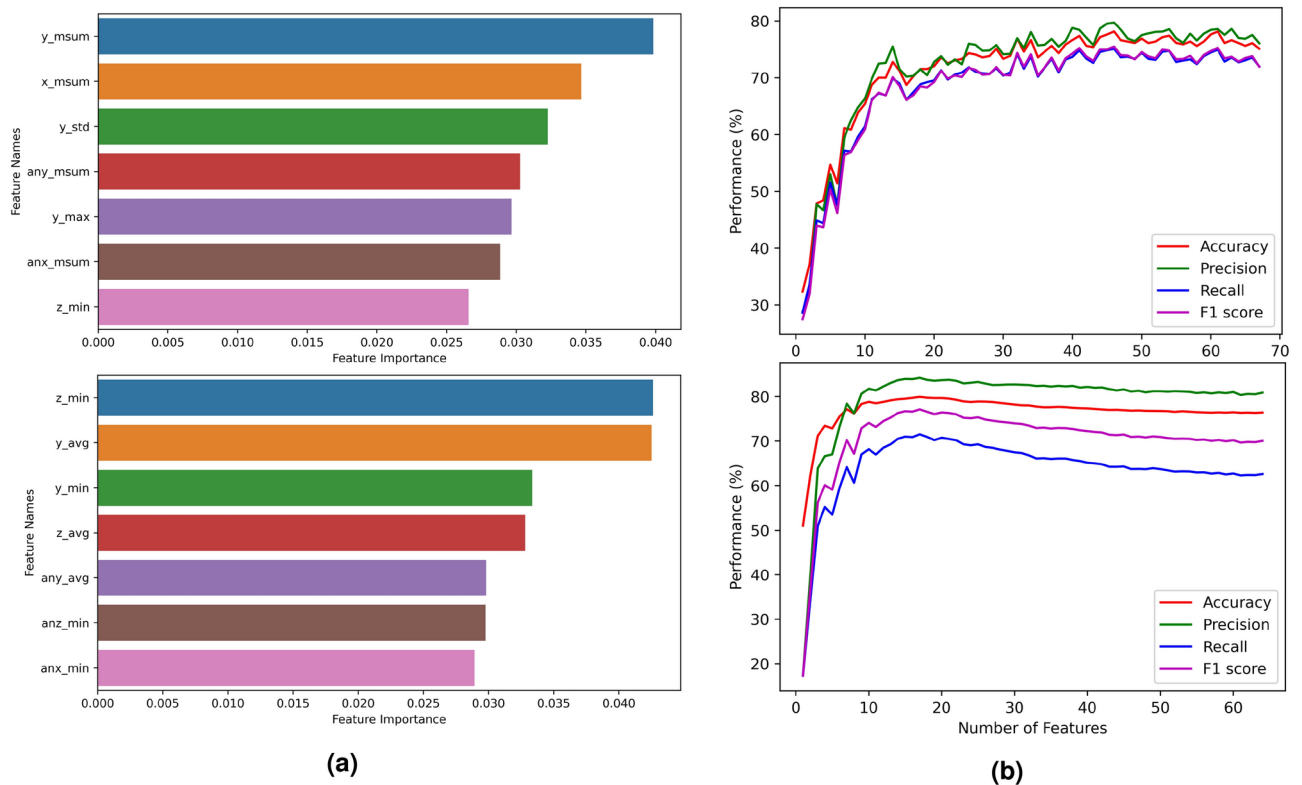 y_msum
x_msum
y_std
any_msum
y_max
anx_msum
z_min
Feature Names
0.000 0.005 0.010 0.015 0.020 0.025 0.030 0.035 0.040
Feature Importance
80
70
60
50
40
30
Performance (%)
Accuracy
Precision
Recall
F1 score
0 10 20 30 40 50 60 70
z_min
y_avg
y_min
z_avg
any_avg
anz_min
anx_min
Feature Names
0.000 0.005 0.010 0.015 0.020 0.025 0.030 0.035 0.040
Feature Importance
(a)
80
70
60
50
40
30
20
Performance (%)
Accuracy
Precision
Recall
F1 score
0 10 20 30 40 50 60
Number of Features
(b)